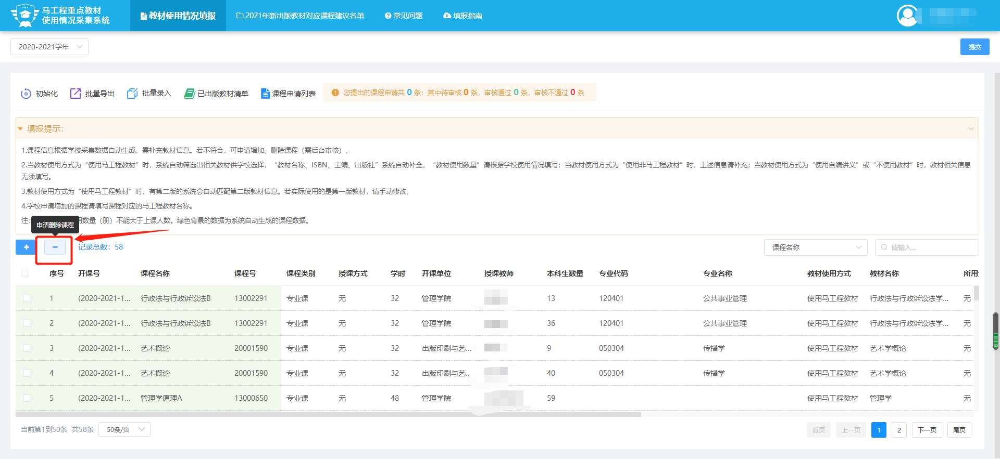 马工程重点教材
使用情况采集系统
教材使用情况填报
2021年新出版教材对应课程建议名单
常见问题
填报指南
2020-2021学年
提交
初始化
批量导出
批量录入
已出版教材清单
课程申请列表
您提出的课程申请共 0 条：其中待审核 0 条，审核通过 0 条，审核不通过 0 条
填报提示：
1.课程信息根据学校采集数据自动生成，需补充教材信息。若不符合，可申请增加、删除课程（需后台审核）。
2.当教材使用方式为“使用马工程教材”时，系统自动筛选出相关教材供学校选择，“教材名称、ISBN、主编、出版社”系统自动补全，“教材使用数量”请根据学校使用情况填写；当教材使用方式为“使用非马工程教材”时，上述信息请补充；当教材使用方式为“使用自编讲义”或“不使用教材”时，教材相关信息
无须填写。
3.教材使用方式为“使用马工程教材”时，有第二版的系统会自动匹配第二版教材信息。若实际使用的是第一版教材，请手动修改。
4.学校申请增加的课程请填写课程对应的马工程教材名称。
注： 用数量（册）不能大于上课人数。绿色背景的数据为系统自动生成的课程数据。
申请删除课程
+ − 记录总数：58
课程名称
请输入...
序号 开课号 课程名称 课程号 课程类别 授课方式 学时 开课单位 授课教师 本科生数量 专业代码 专业名称 教材使用方式 教材名称 所用
1 (2020-2021-1... 行政法与行政诉讼法B 13002291 专业课 无 32 管理学院 13 120401 公共事业管理 使用马工程教材 行政法与行政诉讼法学... 无
2 (2020-2021-1... 行政法与行政诉讼法B 13002291 专业课 无 32 管理学院 36 120401 公共事业管理 使用马工程教材 行政法与行政诉讼法学... 无
3 (2020-2021-1... 艺术概论 20001590 专业课 无 32 出版印刷与艺... 9 050304 传播学 使用马工程教材 艺术学概论 无
4 (2020-2021-1... 艺术概论 20001590 专业课 无 32 出版印刷与艺.. 40 050304 传播学 使用马工程教材 艺术学概论 无
5 (2020-2021-1... 管理学原理A 13000650 专业课 无 48 管理学院 59 使用马工程教材 管理学 无
当前第1到50条 共58条 50条/页
首页 上一页 1 2 下一页 尾页